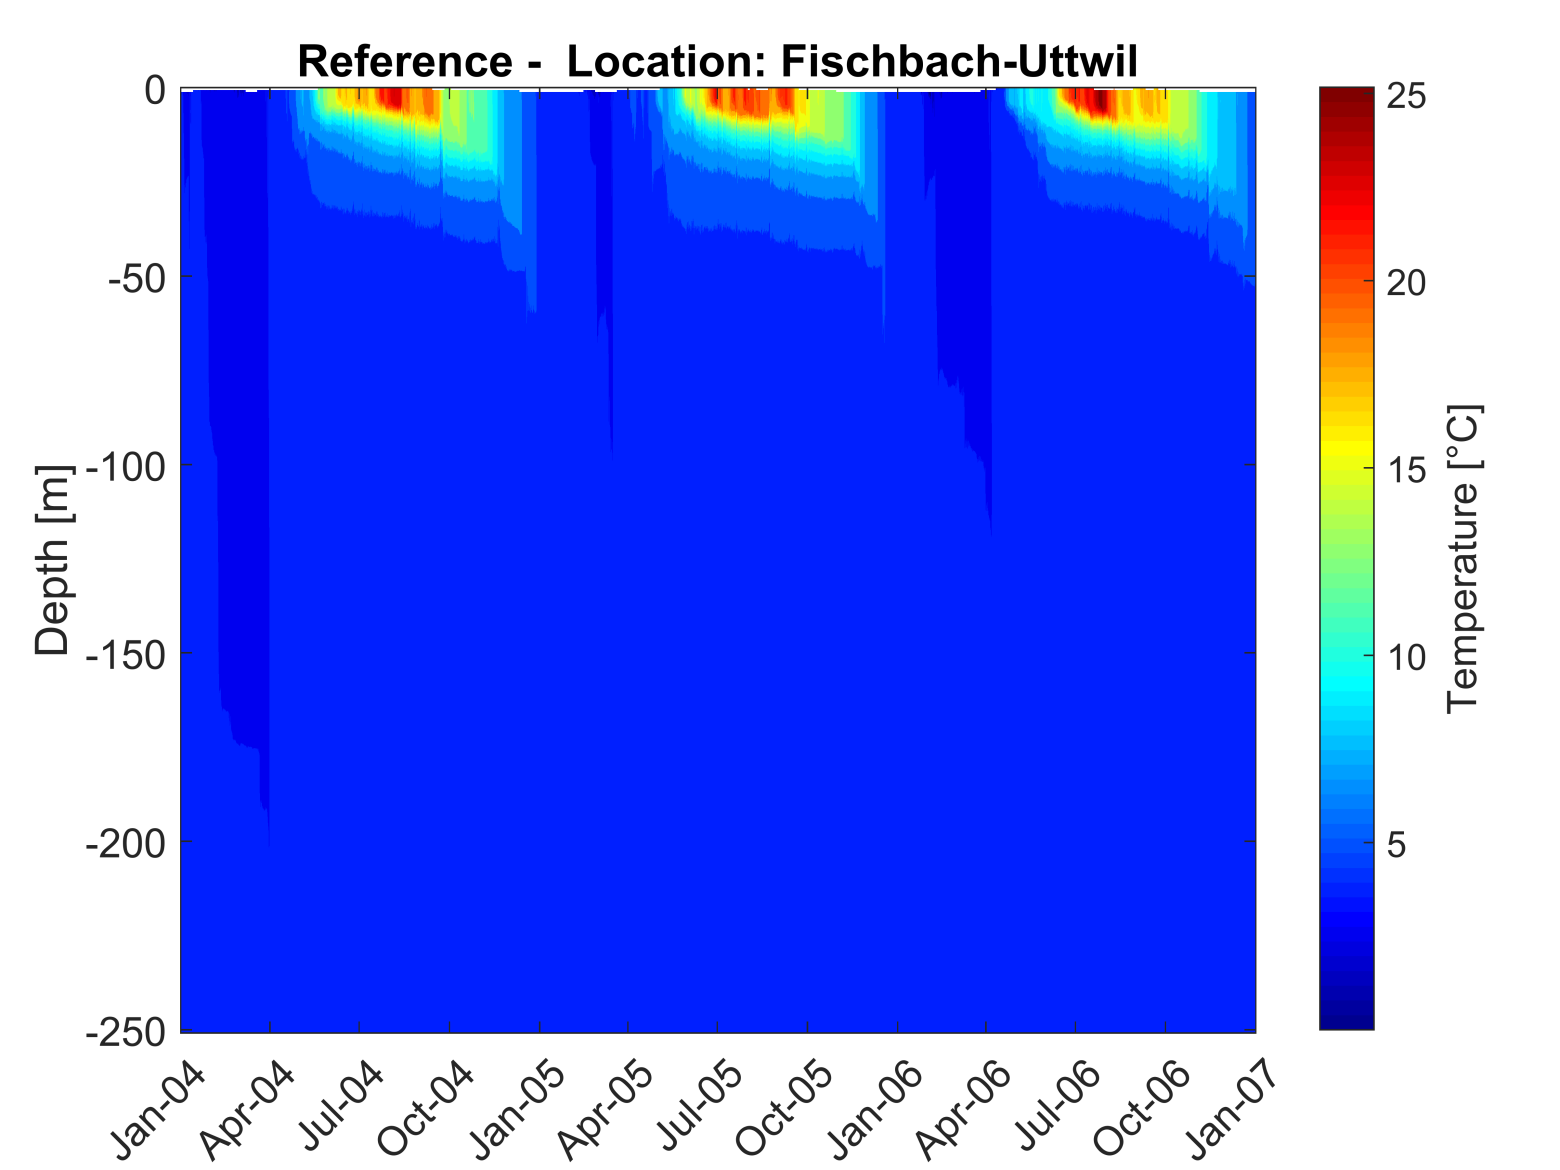 Reference -  Location: Fischbach-Uttwil
0
-50
-100
-150
-200
-250
Depth [m]
Jan-04
Apr-04
Jul-04
Oct-04
Jan-05
Apr-05
Jul-05
Oct-05
Jan-06
Apr-06
Jul-06
Oct-06
Jan-07
25
20
15
10
5
Temperature [°C]